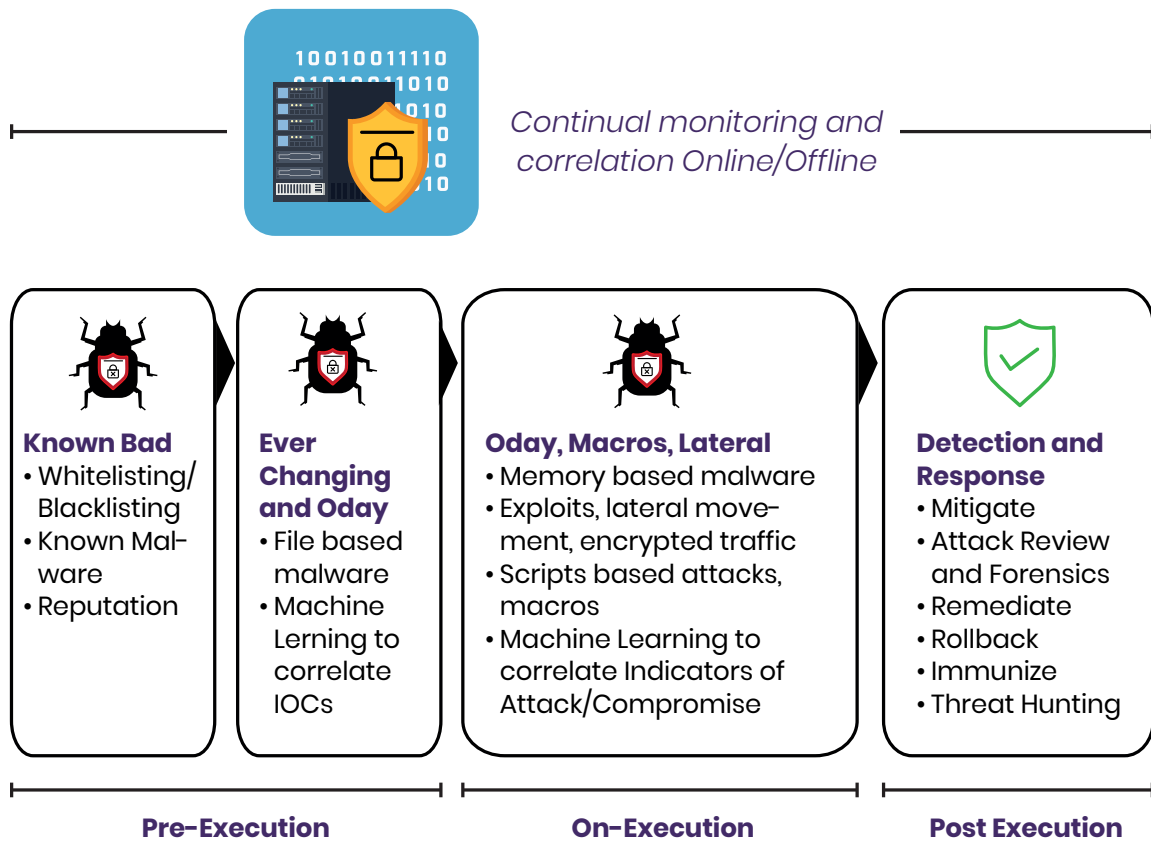 10010011110
Continual monitoring and
correlation Online/Offline
Known Bad
• Whitelisting/
Blacklisting
• Known Mal-
ware
• Reputation
Ever
Changing
and Oday
• File based
malware
• Machine
Lerning to
correlate
IOCs
Oday, Macros, Lateral
• Memory based malware
• Exploits, lateral move-
ment, encrypted traffic
• Scripts based attacks,
macros
• Machine Learning to
correlate Indicators of
Attack/Compromise
Detection and
Response
• Mitigate
• Attack Review
and Forensics
• Remediate
• Rollback
• Immunize
• Threat Hunting
Pre-Execution
On-Execution
Post Execution